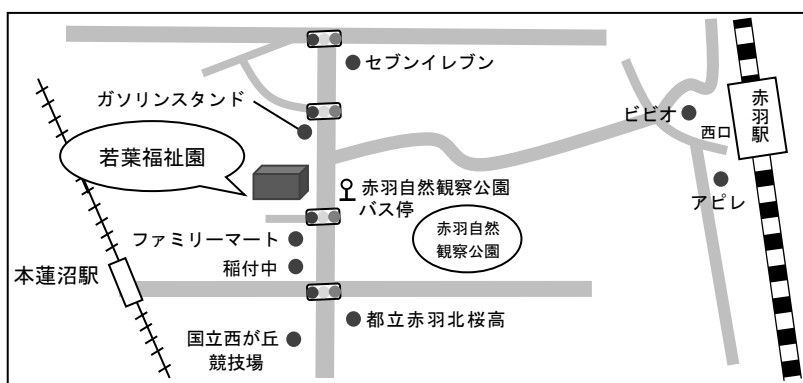 セブンイレブン
ガソリンスタンド
ビビオ
赤羽駅
西口
若葉福祉園
赤羽自然観察公園
バス停
アピレ
赤羽自然
観察公園
ファミリーマート
稲付中
本蓮沼駅
都立赤羽北桜高
国立西が丘
競技場